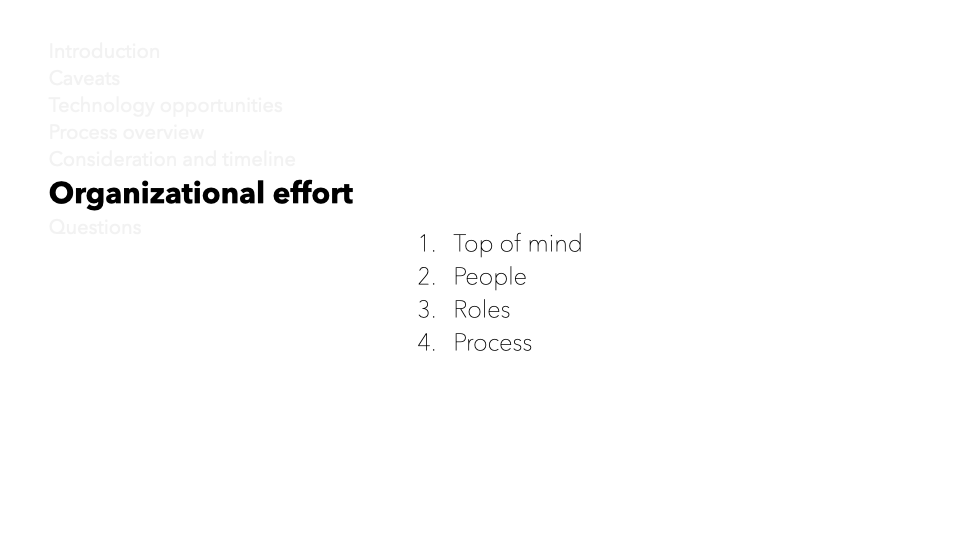 Introduction
Caveats
Technology opportunities
Process overview
Consideration and timeline
Organizational effort
Questions
1. Top of mind
2. People
3. Roles
4. Process